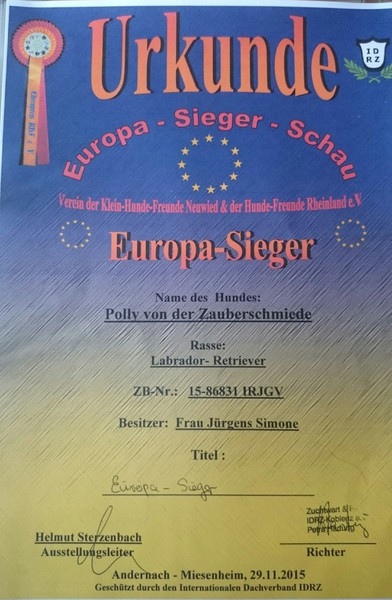 Urkunde
I D
R Z
Europa - Sieger - Schau
Verein der Klein-Hunde-Freunde Neuwied & der Hunde-Freunde Rheinland e.V
Europa-Sieger
Name des Hundes:
Polly von der Zauberschmiede
Rasse:
Labrador- Retriever
ZB-Nr.: 15-86831 IRJGV
Besitzer: Frau Jürgens Simone
Titel :
Europa - Sieger
Zuchtwart &
IDRZ-Koblenz
Helmut Sterzenbach
Ausstellungsleiter
Richter
Andernach - Miesenheim, 29.11.2015
Geschützt durch den Internationalen Dachverband IDRZ